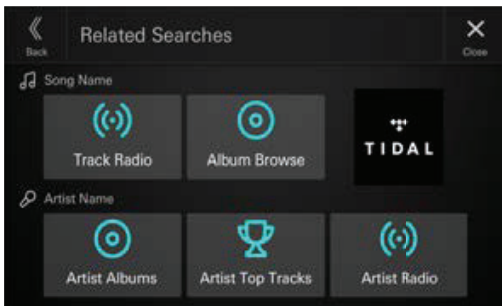 Related Searches
Back
Close
Song Name
Track Radio
Album Browse
TIDAL
Artist Name
Artist Albums
Artist Top Tracks
Artist Radio